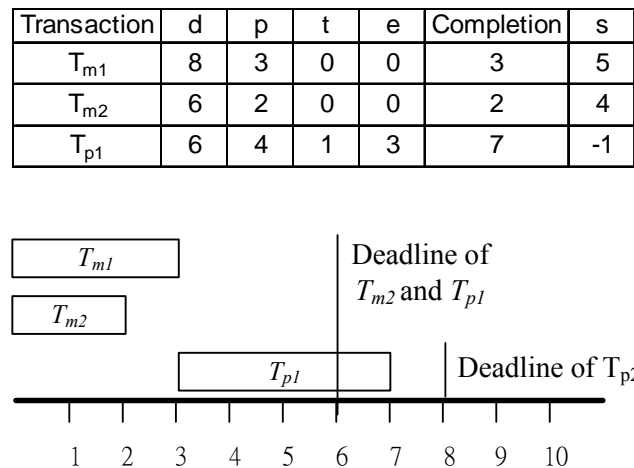 Transaction d p t e Completion s
Tm1 8 3 0 0 3 5
Tm2 6 2 0 0 2 4
Tp1 6 4 1 3 7 -1
Tm1
Deadline of
Tm2 and Tp1
Tm2
Tp1
Deadline of Tp2
1 2 3 4 5 6 7 8 9 10